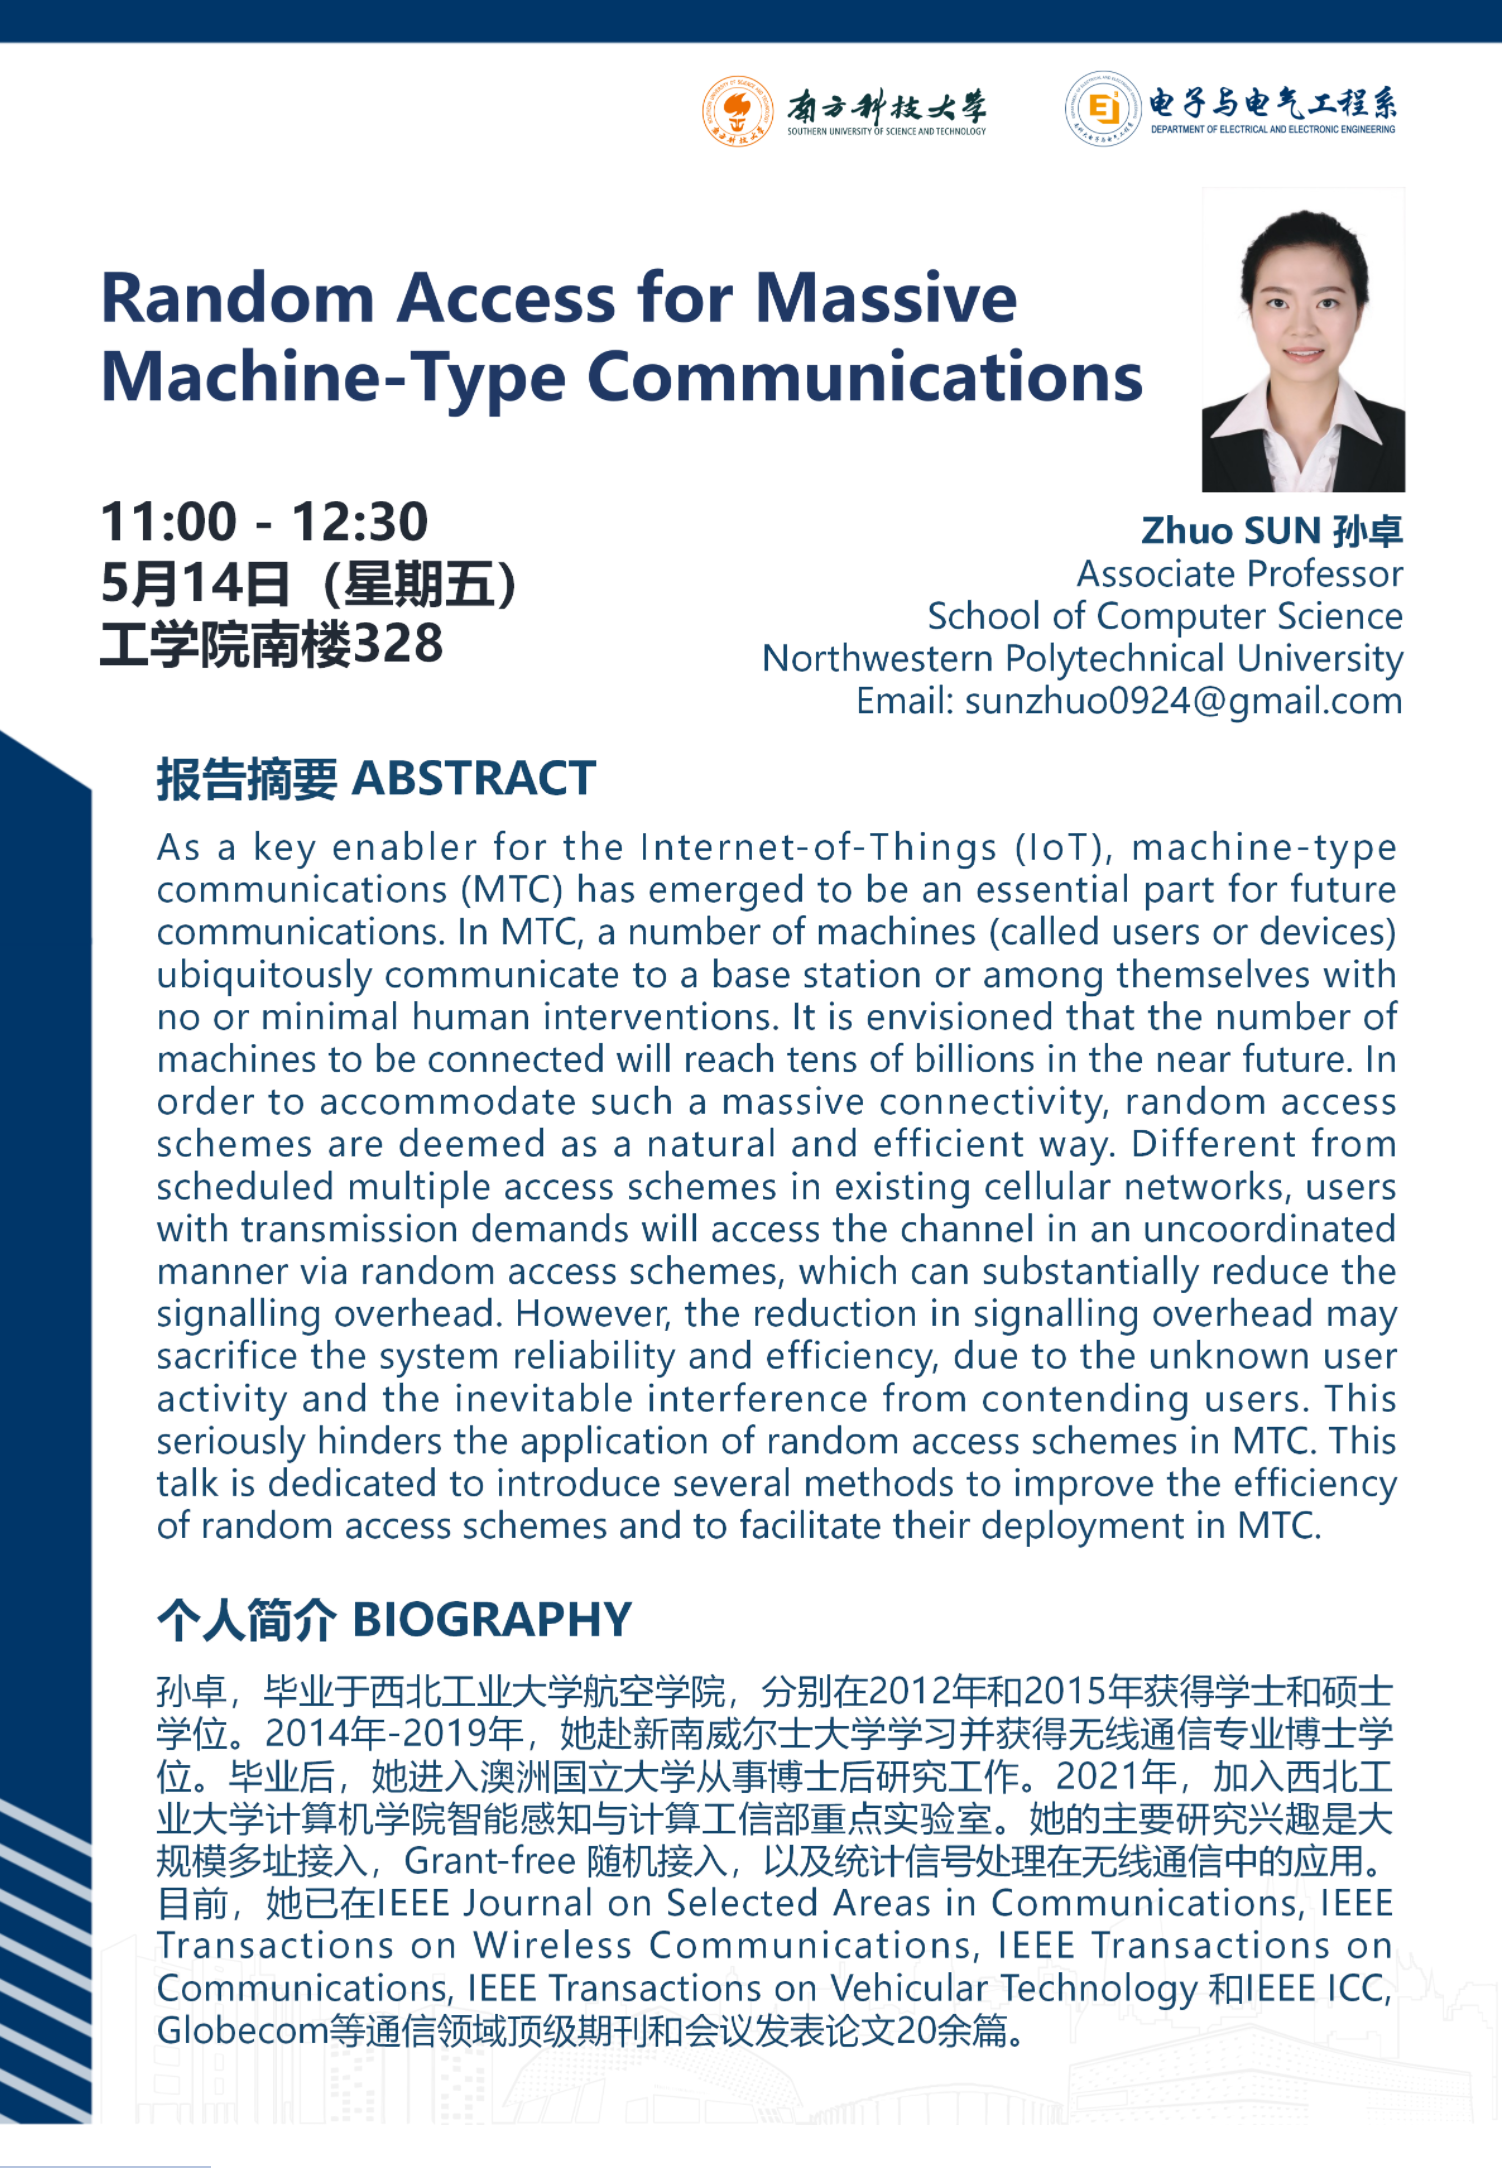 南方科技大学
SOUTHERN UNIVERSITY OF SCIENCE AND TECHNOLOGY
电子与电气工程系
DEPARTMENT OF ELECTRICAL AND ELECTRONIC ENGINEERING
Random Access for Massive
Machine-Type Communications
11:00 - 12:30
5月14日（星期五）
工学院南楼328
Zhuo SUN 孙卓
Associate Professor
School of Computer Science
Northwestern Polytechnical University
Email: sunzhuo0924@gmail.com
报告摘要 ABSTRACT
As a key enabler for the Internet-of-Things (IoT), machine-type
communications (MTC) has emerged to be an essential part for future
communications. In MTC, a number of machines (called users or devices)
ubiquitously communicate to a base station or among themselves with
no or minimal human interventions. It is envisioned that the number of
machines to be connected will reach tens of billions in the near future. In
order to accommodate such a massive connectivity, random access
schemes are deemed as a natural and efficient way. Different from
scheduled multiple access schemes in existing cellular networks, users
with transmission demands will access the channel in an uncoordinated
manner via random access schemes, which can substantially reduce the
signalling overhead. However, the reduction in signalling overhead may
sacrifice the system reliability and efficiency, due to the unknown user
activity and the inevitable interference from contending users. This
seriously hinders the application of random access schemes in MTC. This
talk is dedicated to introduce several methods to improve the efficiency
of random access schemes and to facilitate their deployment in MTC.
个人简介 BIOGRAPHY
孙卓，毕业于西北工业大学航空学院，分别在2012年和2015年获得学士和硕士
学位。2014年-2019年，她赴新南威尔士大学学习并获得无线通信专业博士学
位。毕业后，她进入澳洲国立大学从事博士后研究工作。2021年，加入西北工
业大学计算机学院智能感知与计算工信部重点实验室。她的主要研究兴趣是大
规模多址接入，Grant-free 随机接入，以及统计信号处理在无线通信中的应用。
目前，她已在IEEE Journal on Selected Areas in Communications, IEEE
Transactions on Wireless Communications, IEEE Transactions on
Communications, IEEE Transactions on Vehicular Technology 和IEEE ICC,
Globecom等通信领域顶级期刊和会议发表论文20余篇。